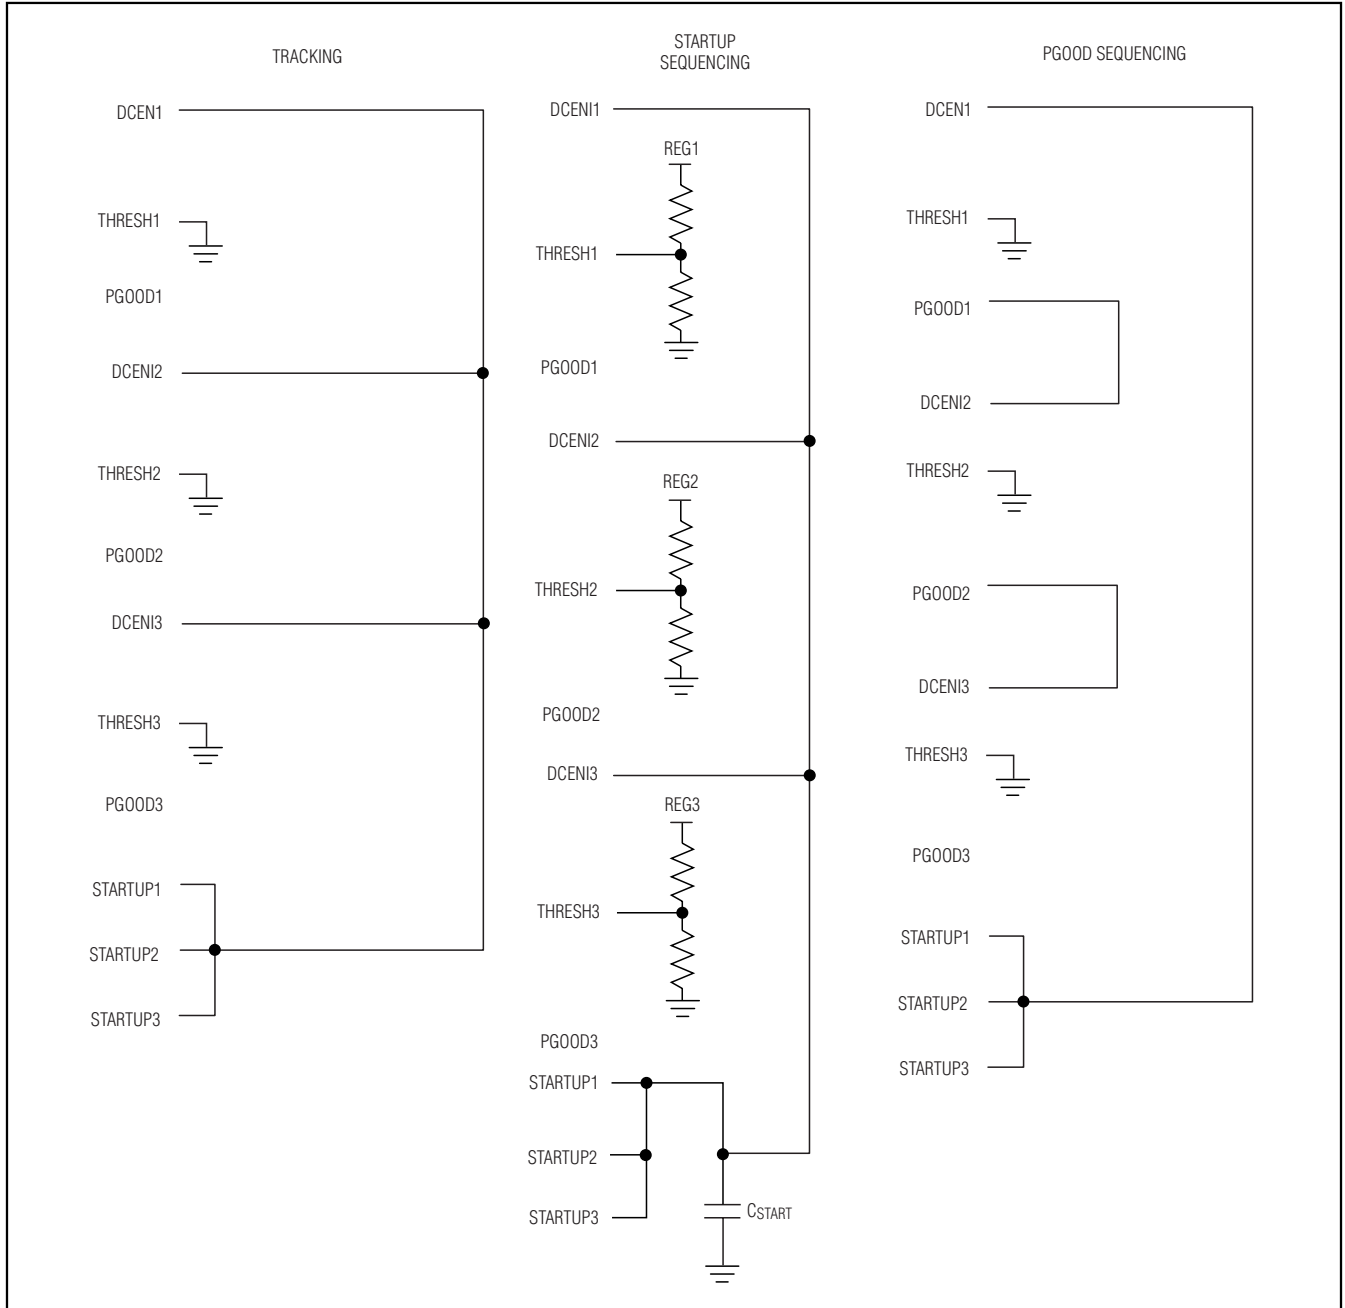 TRACKING
DCEN1
THRESH1
PGOOD1
DCENI2
THRESH2
PGOOD2
DCENI3
THRESH3
PGOOD3
STARTUP1
STARTUP2
STARTUP3
STARTUP
SEQUENCING
DCENI1
REG1
THRESH1
PGOOD1
DCENI2
REG2
THRESH2
PGOOD2
DCENI3
REG3
THRESH3
PGOOD3
STARTUP1
STARTUP2
STARTUP3
CSTART
PGOOD SEQUENCING
DCEN1
THRESH1
PGOOD1
DCENI2
THRESH2
PGOOD2
DCENI3
THRESH3
PGOOD3
STARTUP1
STARTUP2
STARTUP3